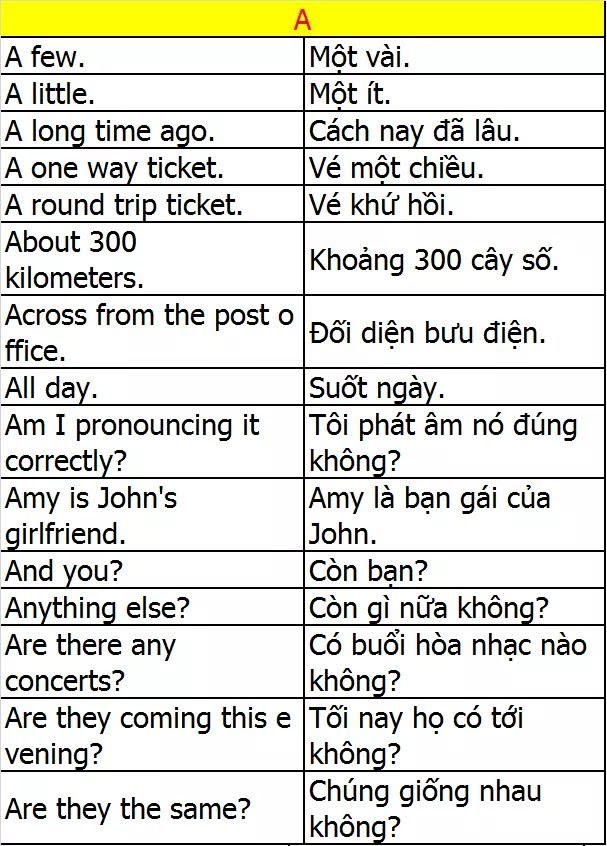 A
A few. Một vài.
A little. Một ít.
A long time ago. Cách nay đã lâu.
A one way ticket. Vé một chiều.
A round trip ticket. Vé khứ hồi.
About 300
kilometers.
Khoảng 300 cây số.
Across from the post o
ffice.
Đối diện bưu điện.
All day. Suốt ngày.
Am I pronouncing it
correctly?
Tôi phát âm nó đúng
không?
Amy is John's
girlfriend.
Amy là bạn gái của
John.
And you? Còn bạn?
Anything else? Còn gì nữa không?
Are there any
concerts?
Có buổi hòa nhạc nào
không?
Are they coming this e
vening?
Tối nay họ có tới
không?
Are they the same?
Chúng giống nhau
không?